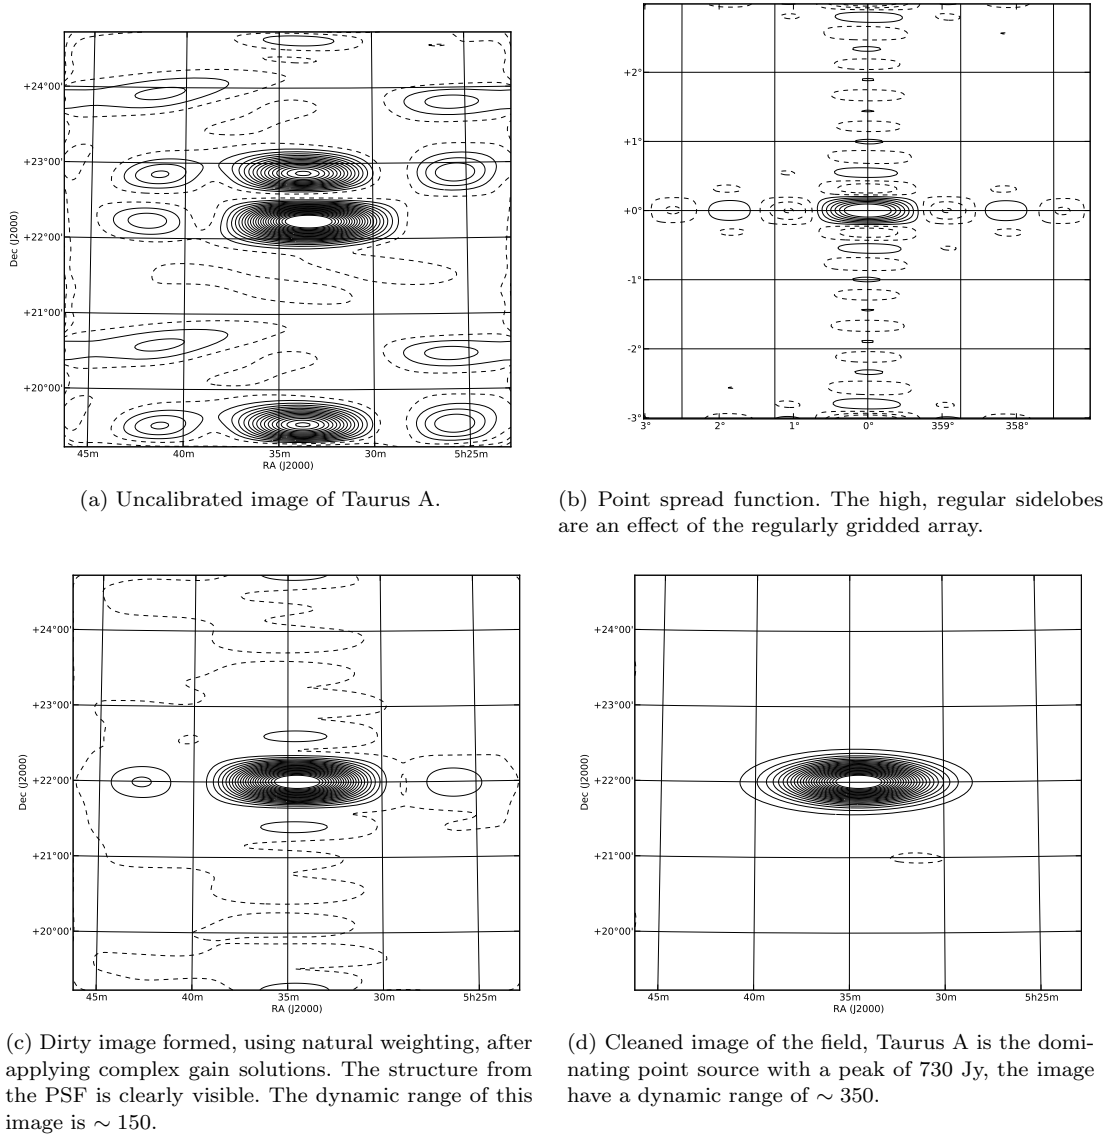 +24°00'
+23°00'
+22°00'
+21°00'
+20°00'
Dec (J2000)
45m 40m 35m 30m 5h25m
RA (J2000)
+2°
+1°
+0°
-1°
-2°
-3°
3° 2° 1° 0° 359° 358°
(a) Uncalibrated image of Taurus A.
(b) Point spread function. The high, regular sidelobes
are an effect of the regularly gridded array.
+24°00'
+23°00'
+22°00'
+21°00'
+20°00'
Dec (J2000)
45m 40m 35m 30m 5h25m
RA (J2000)
+24°00'
+23°00'
+22°00'
+21°00'
+20°00'
Dec (J2000)
45m 40m 35m 30m 5h25m
RA (J2000)
(c) Dirty image formed, using natural weighting, after
applying complex gain solutions. The structure from
the PSF is clearly visible. The dynamic range of this
image is ∼ 150.
(d) Cleaned image of the field, Taurus A is the domi-
nating point source with a peak of 730 Jy, the image
have a dynamic range of ∼ 350.